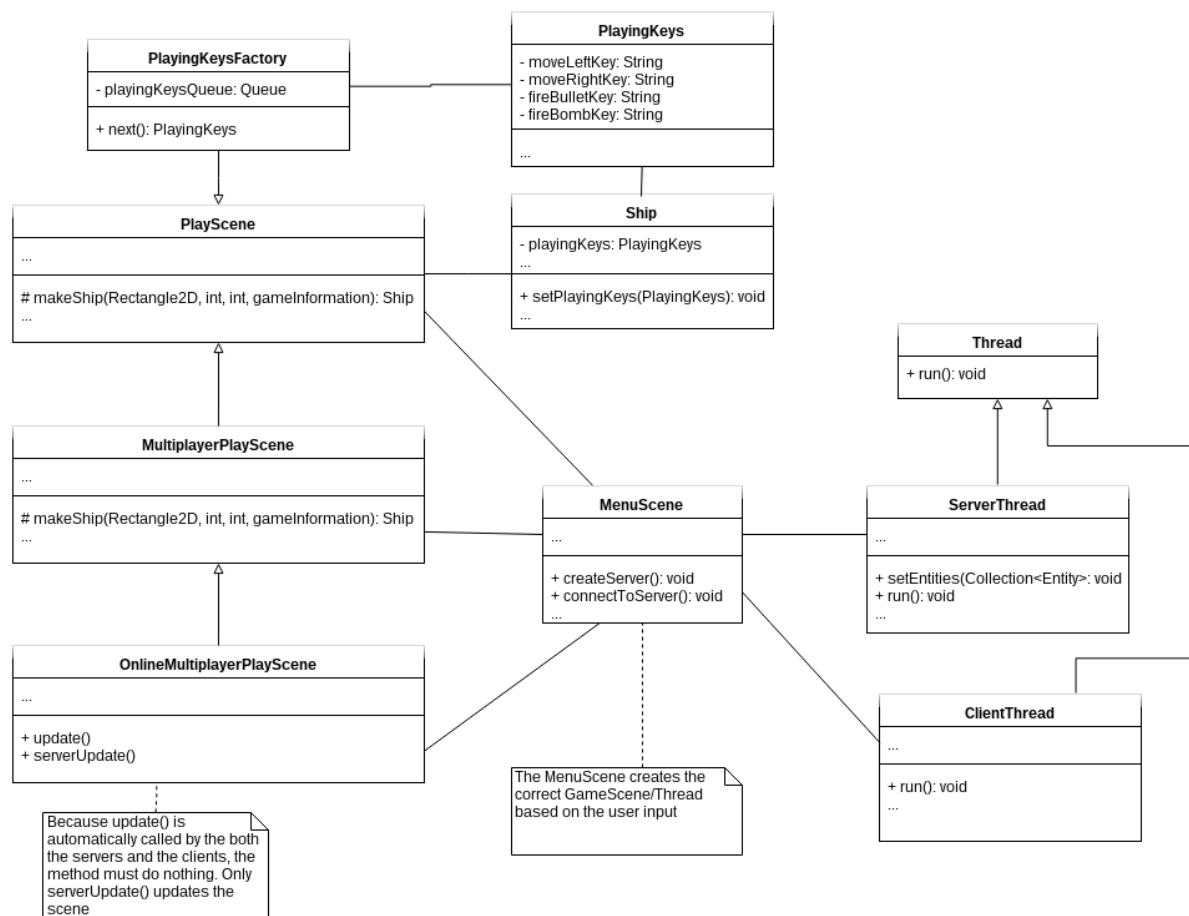 PlayingKeysFactory
- playingKeysQueue: Queue
+ next(): PlayingKeys
PlayingKeys
- moveLeftKey: String
- moveRightKey: String
- fireBulletKey: String
- fireBombKey: String
...
PlayScene
...
# makeShip(Rectangle2D, int, int, gameInformation): Ship
...
Ship
- playingKeys: PlayingKeys
...
+ setPlayingKeys(PlayingKeys): void
...
Thread
+ run(): void
MultiplayerPlayScene
...
# makeShip(Rectangle2D, int, int, gameInformation): Ship
...
MenuScene
...
+ createServer(): void
+ connectToServer(): void
...
ServerThread
...
+ setEntities(Collection<Entity>: void
+ run(): void
...
OnlineMultiplayerPlayScene
...
+ update()
+ serverUpdate()
ClientThread
...
+ run(): void
...
The MenuScene creates the
correct GameScene/Thread
based on the user input
Because update() is
automatically called by the both
the servers and the clients, the
method must do nothing. Only
serverUpdate() updates the
scene